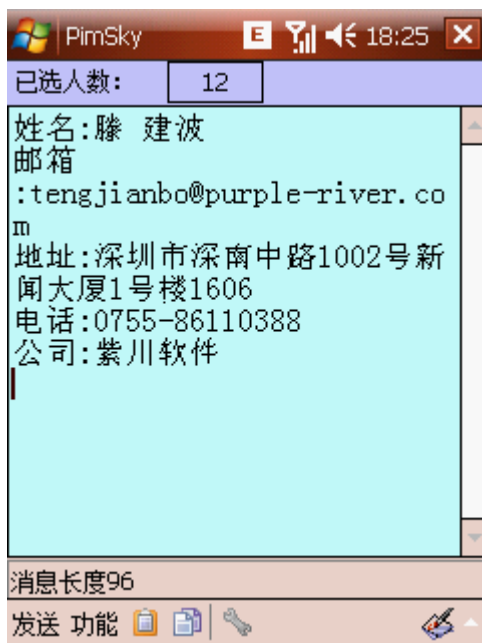 PimSky E 18:25
已选人数: 12
姓名:滕 建波
邮箱
:tengjianbo@purple-river.co
m
地址:深圳市深南中路1002号新
闻大厦1号楼1606
电话:0755-86110388
公司:紫川软件
消息长度96
发送 功能